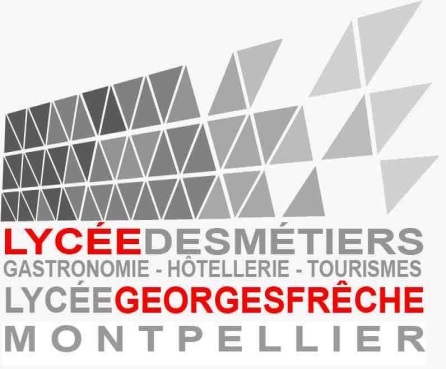 LYCÉEDESMÉTIERS
GASTRONOMIE - HÔTELLERIE - TOURISMES
LYCÉEGEORGESFRÊCHE
MONTPELLIER